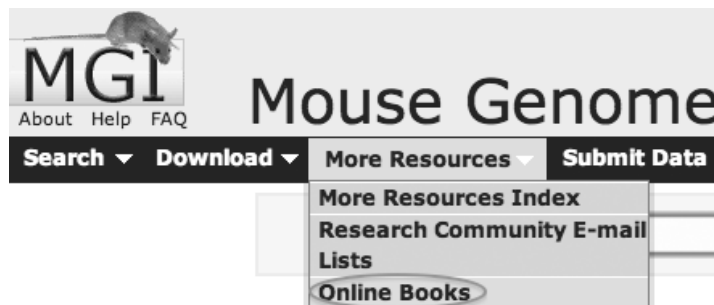 MGI
About Help FAQ
Mouse Genome
Search Download More Resources Submit Data
More Resources Index
Research Community E-mail
Lists
Online Books